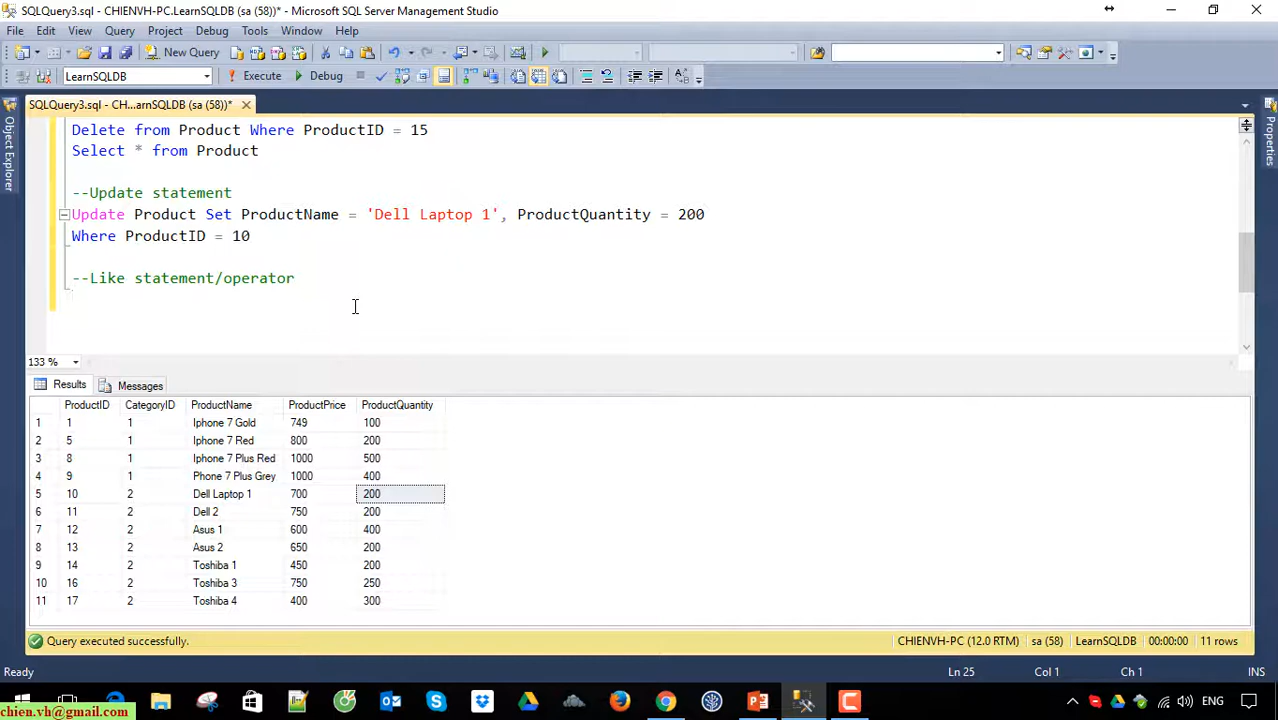 SQLQuery3.sql - CHIENVH-PC.LearnSQLDB (sa (58))* - Microsoft SQL Server Management Studio
File Edit View Query Project Debug Tools Window Help
New Query
LearnSQLDB Execute Debug
SQLQuery3.sql - CH...arnSQLDB (sa (58))*
Object Explorer
Properties
Delete from Product Where ProductID = 15
Select * from Product
--Update statement
Update Product Set ProductName = 'Dell Laptop 1', ProductQuantity = 200
Where ProductID = 10
--Like statement/operator
133 %
Results Messages
ProductID CategoryID ProductName ProductPrice ProductQuantity
1 1 1 Iphone 7 Gold 749 100
2 5 1 Iphone 7 Red 800 200
3 8 1 Iphone 7 Plus Red 1000 500
4 9 1 Phone 7 Plus Grey 1000 400
5 10 2 Dell Laptop 1 700 200
6 11 2 Dell 2 750 200
7 12 2 Asus 1 600 400
8 13 2 Asus 2 650 200
9 14 2 Toshiba 1 450 200
10 16 2 Toshiba 3 750 250
11 17 2 Toshiba 4 400 300
Query executed successfully. CHIENVH-PC (12.0 RTM) sa (58) LearnSQLDB 00:00:00 11 rows
Ready Ln 25 Col 1 Ch 1 INS
ENG
chien.vh@gmail.com